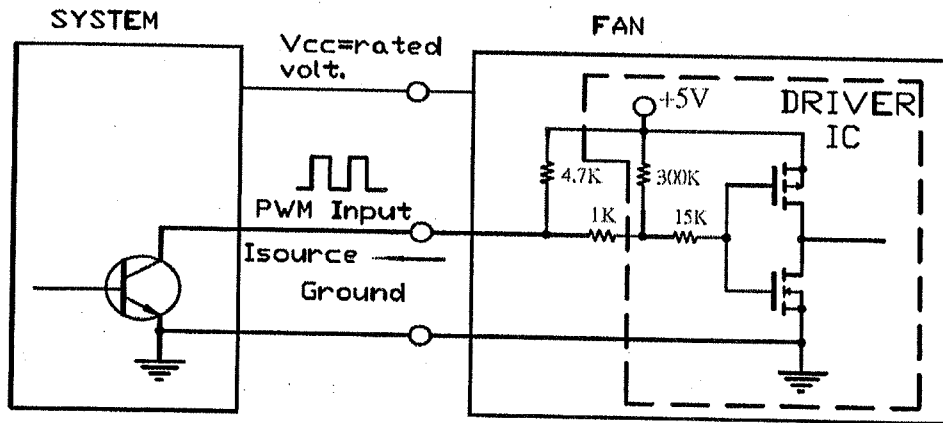 SYSTEM
FAN
Vcc=rated
volt.
+5V
DRIVER
IC
4.7K
300K
PWM Input
1K
15K
Isource
Ground